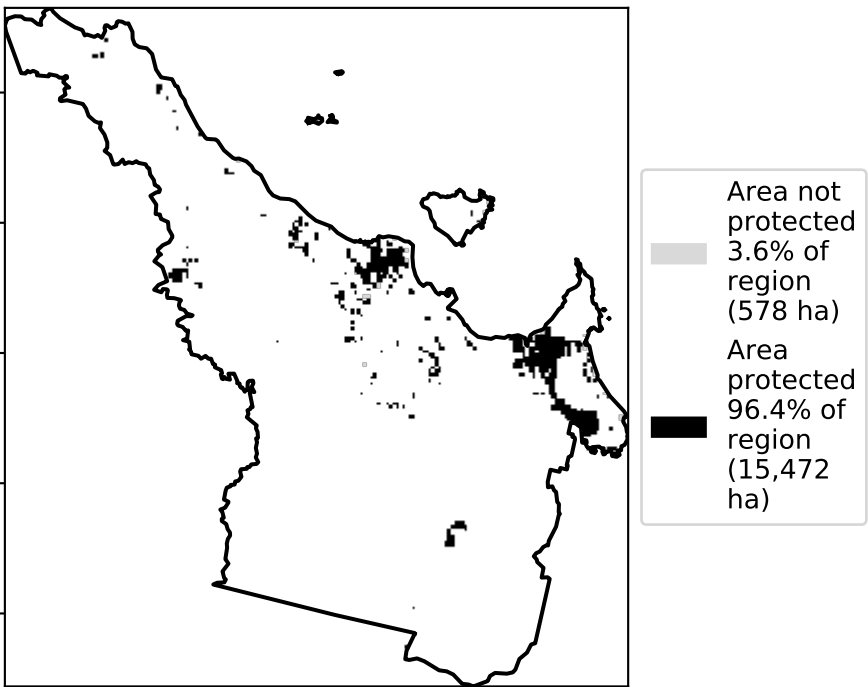 Area not
protected
3.6% of
region
(578 ha)
Area
protected
96.4% of
region
(15,472
ha)